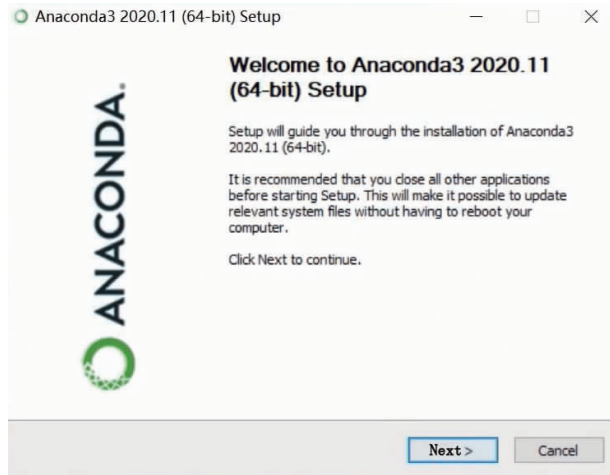 Anaconda3 2020.11 (64-bit) Setup
Welcome to Anaconda3 2020.11
(64-bit) Setup
Setup will guide you through the installation of Anaconda3
2020.11 (64-bit).
It is recommended that you close all other applications
before starting Setup. This will make it possible to update
relevant system files without having to reboot your
computer.
Click Next to continue.
ANACONDA.
Next >
Cancel